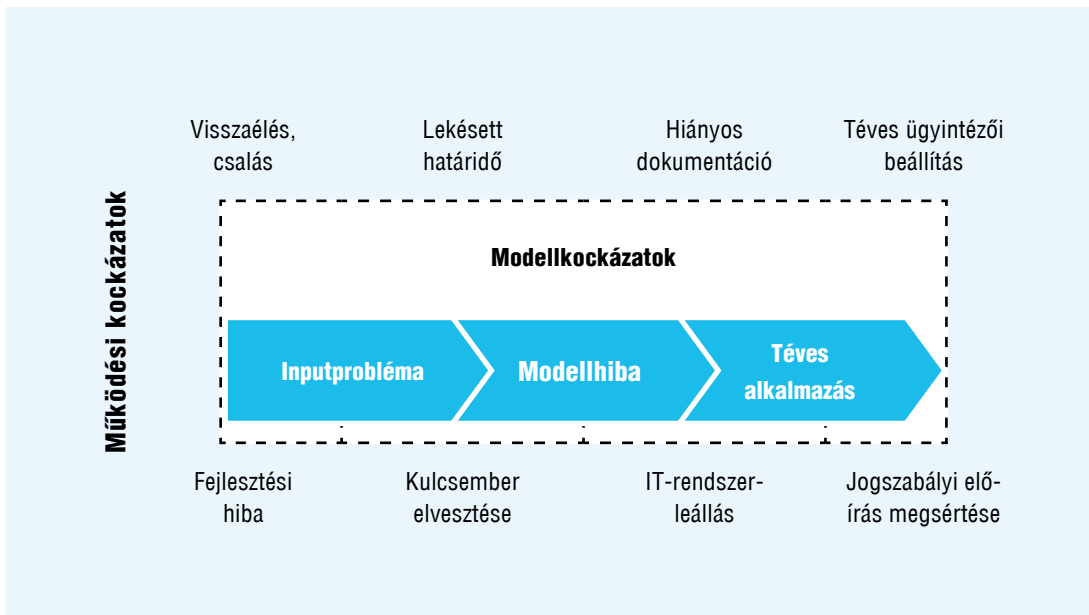 Visszaélés,
csalás
Lekésett
határidő
Hiányos
dokumentáció
Téves ügyintézői
beállítás
Működési kockázatok
Modellkockázatok
Inputprobléma
Modellhiba
Téves
alkalmazás
Fejlesztési
hiba
Kulcsember
elvesztése
IT-rendszer-
leállás
Jogszabályi elő-
írás megsértése